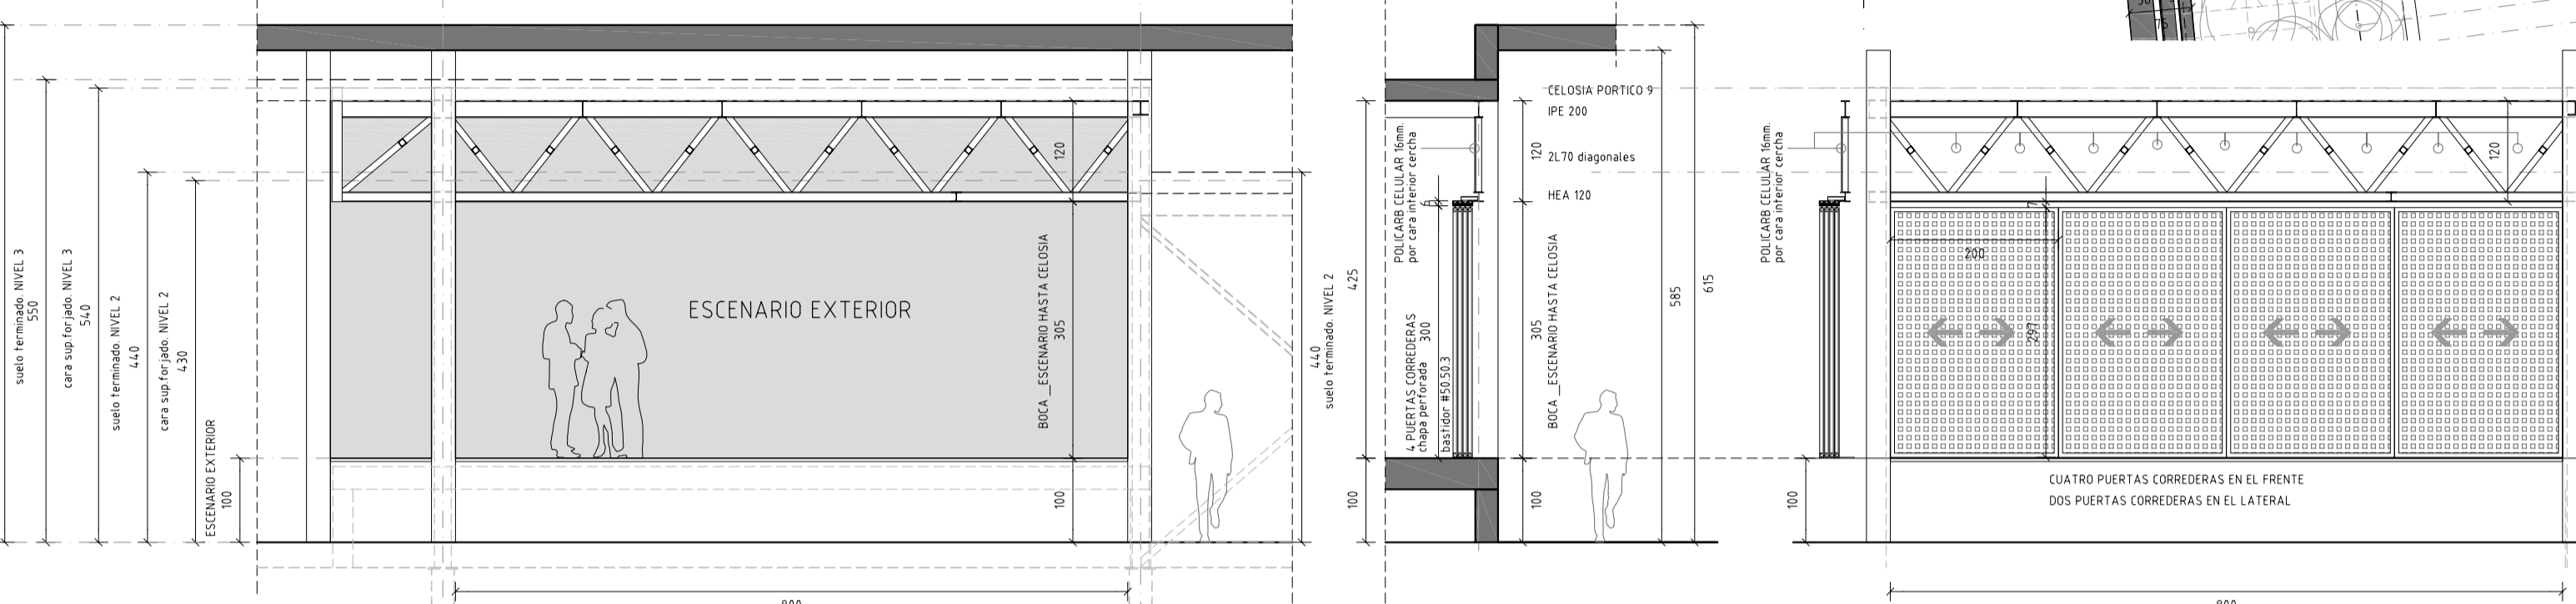 suelo terminado. NIVEL 3
550
cara sup.forjado. NIVEL 3
540
suelo terminado. NIVEL 2
440
cara sup.forjado. NIVEL 2
430
ESCENARIO EXTERIOR
100
ESCENARIO EXTERIOR
120
BOCA _ESCENARIO HASTA CELOSIA
305
100
440
suelo terminado. NIVEL 2
425
100
POLICARB CELULAR 16mm.
por cara interior cercha
4 PUERTAS CORREDERAS
chapa perforada 300
bastidor #50.50.3
6
CELOSIA PORTICO 9
IPE 200
120
2L70 diagonales
HEA 120
BOCA _ESCENARIO HASTA CELOSIA
305
100
585
615
POLICARB CELULAR 16mm.
por cara interior cercha
100
120
7
200
297
CUATRO PUERTAS CORREDERAS EN EL FRENTE
DOS PUERTAS CORREDERAS EN EL LATERAL
75
800
800